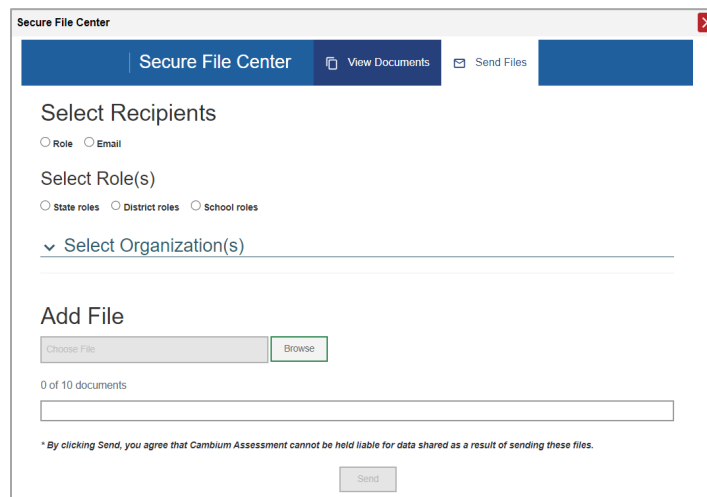 Secure File Center
Secure File Center View Documents Send Files
Select Recipients
Role Email
Select Role(s)
State roles District roles School roles
Select Organization(s)
Add File
Choose File Browse
0 of 10 documents
* By clicking Send, you agree that Cambium Assessment cannot be held liable for data shared as a result of sending these files.
Send